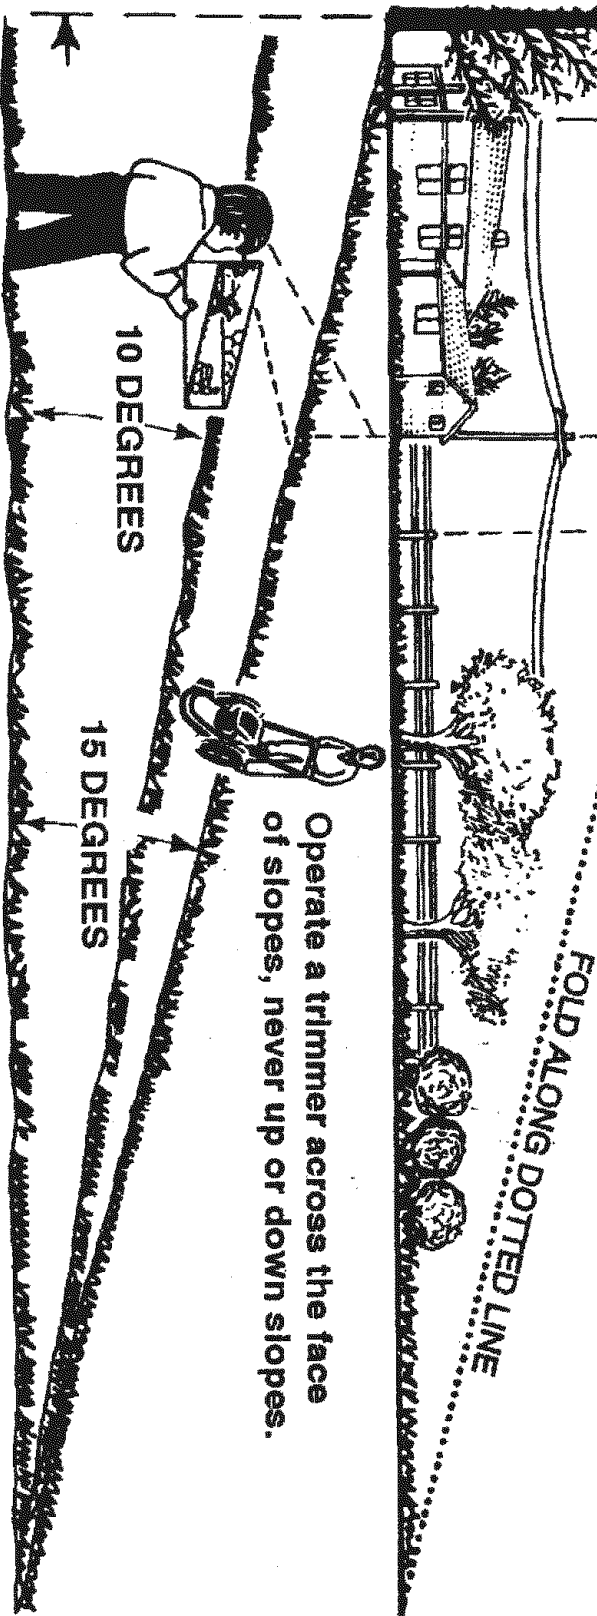 FOLD ALONG DOTTED LINE
Operate a trimmer across the face
of slopes, never up or down slopes.
10 DEGREES
15 DEGREES